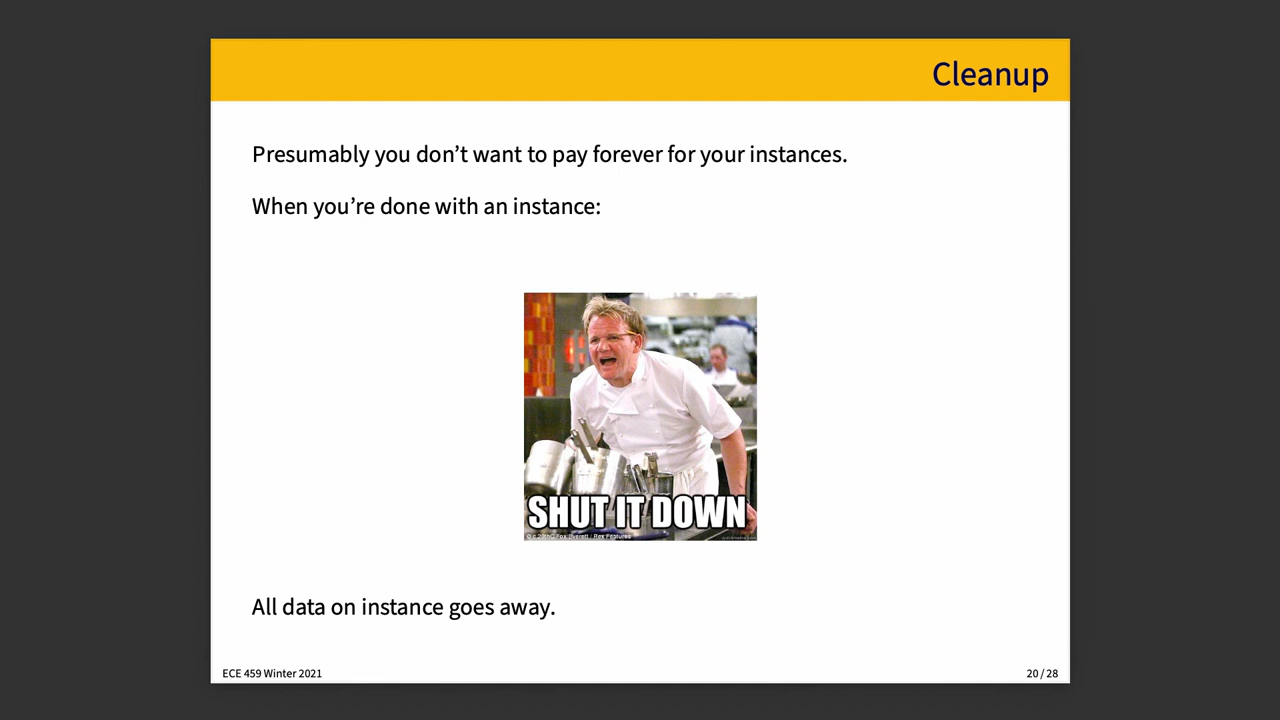 Cleanup
Presumably you don’t want to pay forever for your instances.
When you’re done with an instance:
SHUT IT DOWN
All data on instance goes away.
ECE 459 Winter 2021
20 / 28